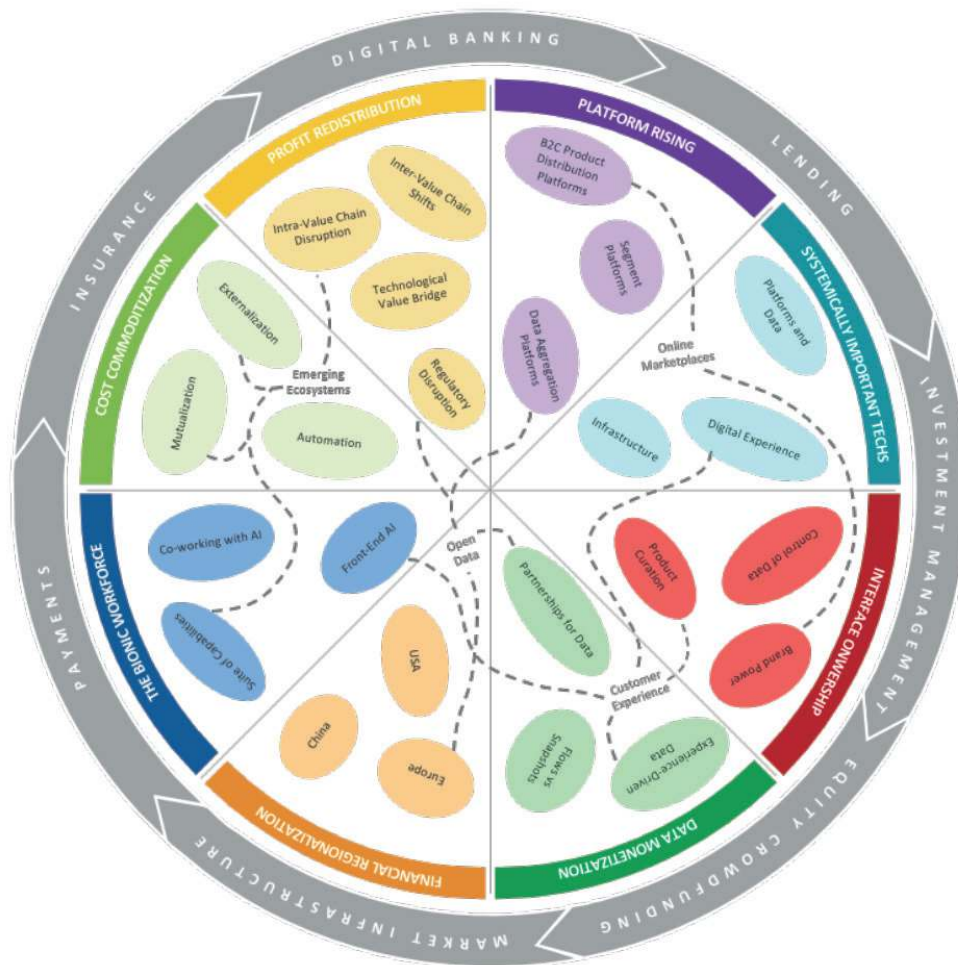 DIGITAL BANKING
LENDING
INVESTMENT MANAGEMENT
EQUITY CROWDFUNDING
MARKET INFRASTRUCTURE
PAYMENTS
INSURANCE
PROFIT REDISTRIBUTION
Inter-Value Chain
Shifts
Intra-Value Chain
Disruption
Technological
Value Bridge
Regulatory
Disruption
PLATFORM RISING
B2C Product
Distribution
Platforms
Segment
Platforms
Data Aggregation
Platforms
SYSTEMICALLY IMPORTANT TECHS
Platforms and
Data
Online
Marketplaces
Digital Experience
Infrastructure
INTERFACE ONWERSHIP
Control of Data
Product
Curation
Brand Power
DATA MONETIZATION
Partnerships for Data
Customer
Experience
Experience-Driven
Data
Flows vs
Snapshots
FINANCIAL REGIONALIZATION
Open
Data
USA
China
Europe
THE BIONIC WORKFORCE
Co-working with AI
Front-End AI
Suite of Capabilities
COST COMMODITIZATION
Externalization
Emerging
Ecosystems
Mutualization
Automation